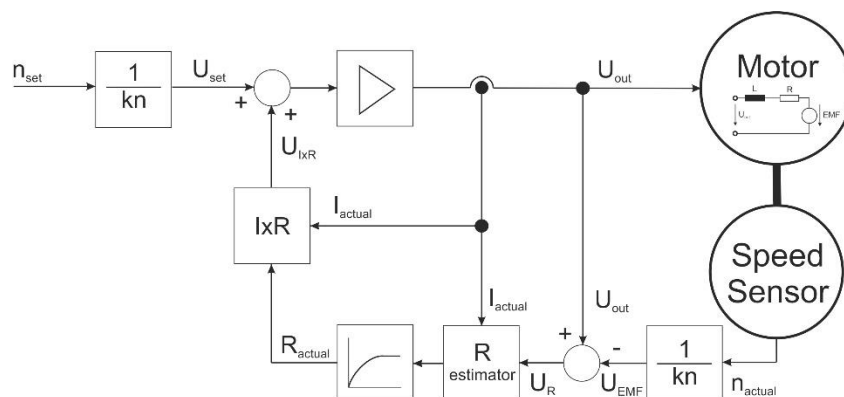 n_set
1
kn
U_set
+
+
U_IxR
IxR
I_actual
R_actual
I_actual
R
estimator
U_R
U_out
Motor
L
R
EMF
U_out
+
-
U_EMF
1
kn
n_actual
Speed
Sensor